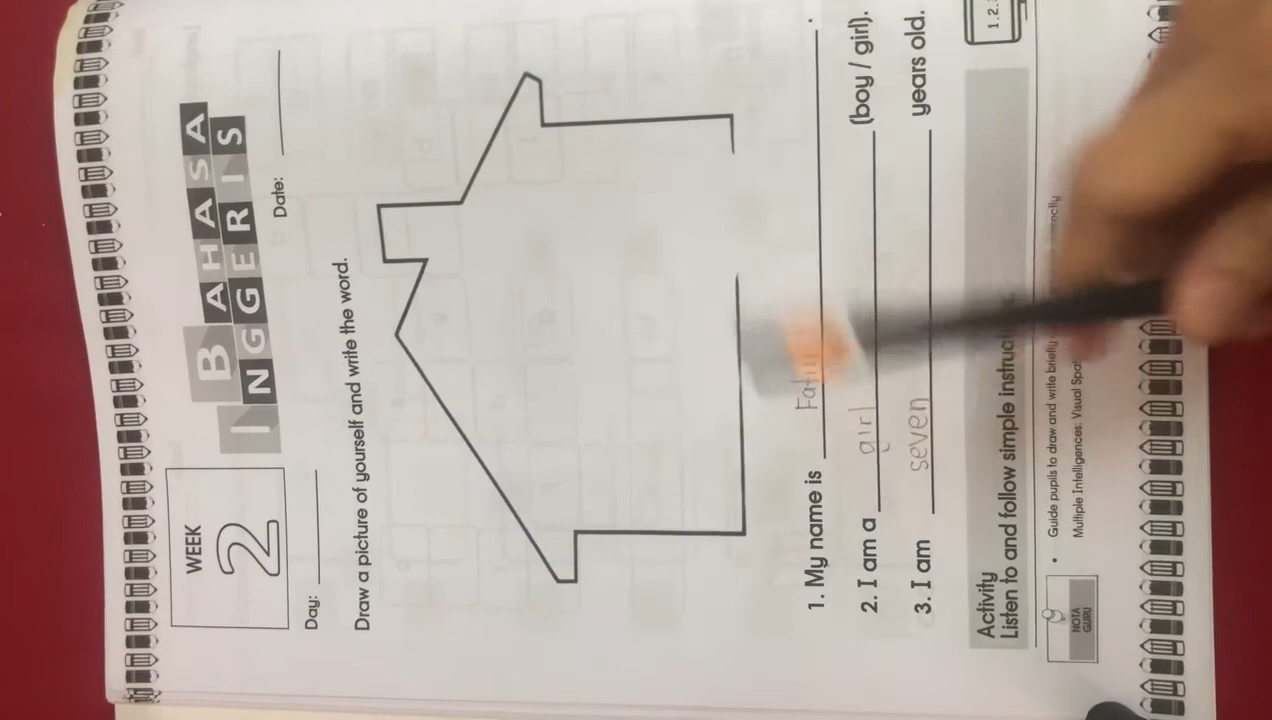 WEEK
2
BAHASA
INGGERIS
Day: Date:
Draw a picture of yourself and write the word.
1. My name is .
2. I am a girl (boy / girl).
3. I am seven years old.
Activity
Listen to and follow simple
NOTA
GURU
• Guide pupils to draw and write briefly
Multiple Intelligences: Visual
1.2.